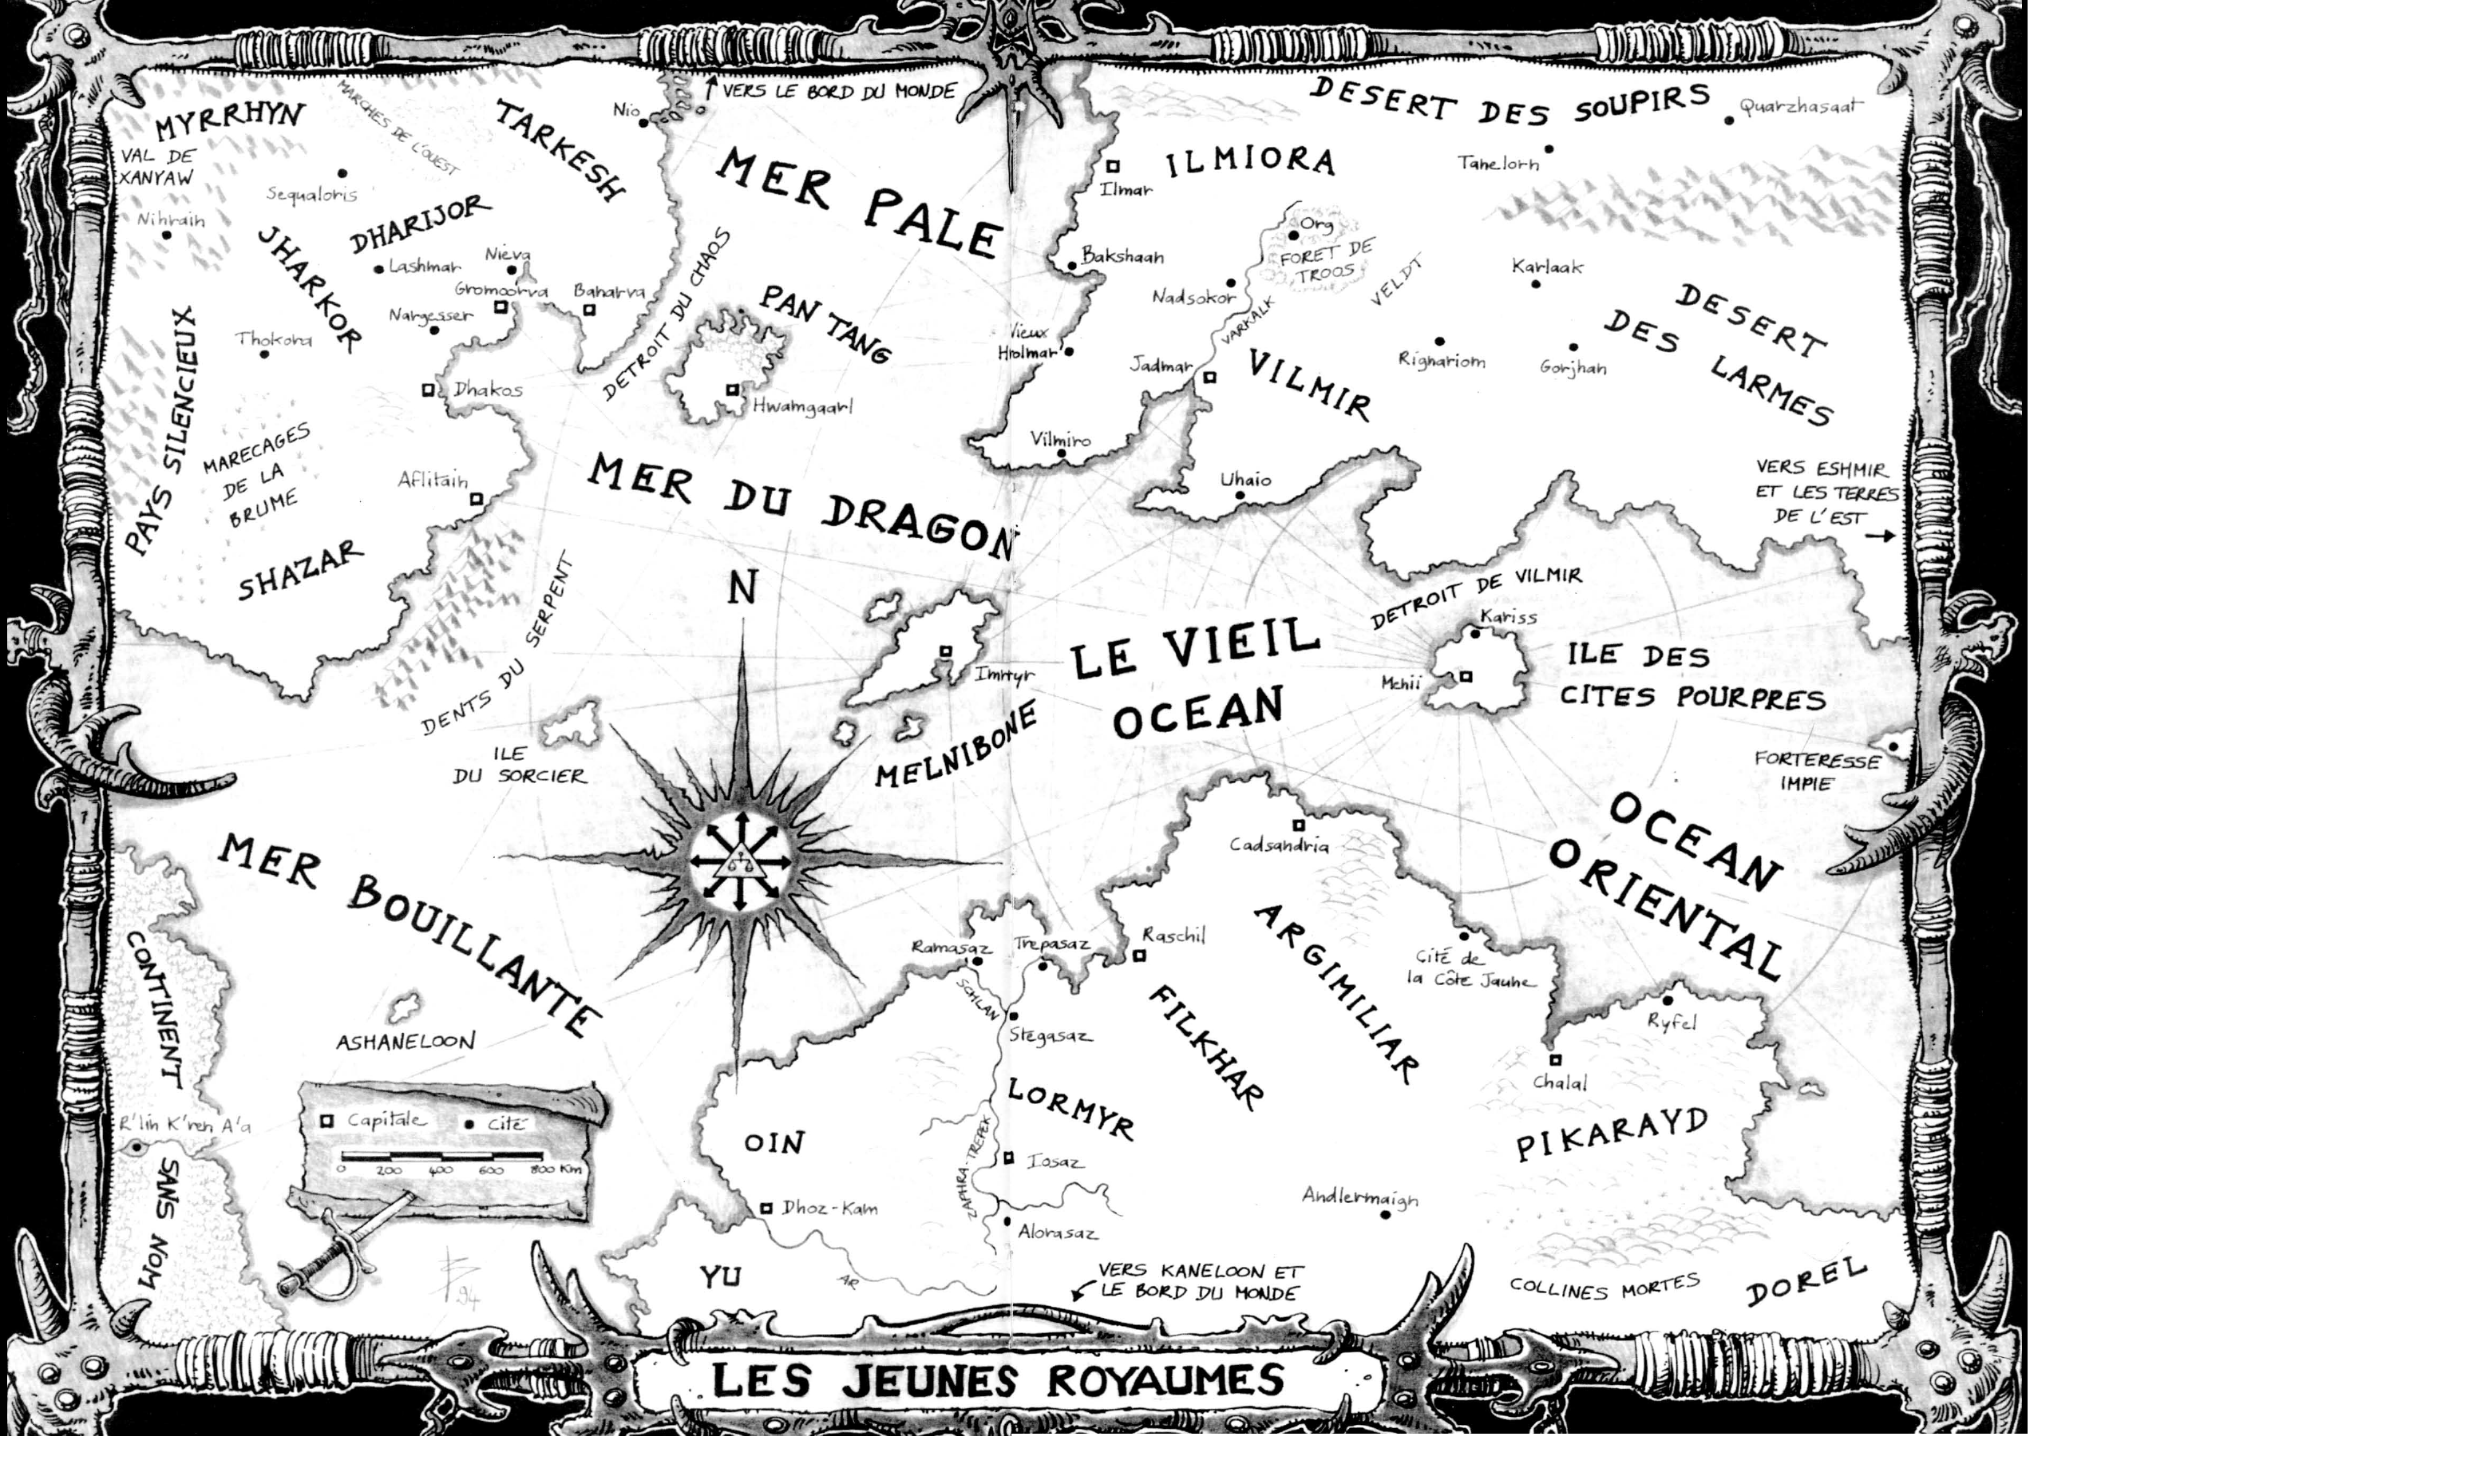 VERS LE BORD DU MONDE
MARCHES DE L'OUEST
MYRRHYN
TARKESH
Nio
DESERT DES SOUPIRS
Quarzhasaat
VAL DE
XANYAW
Sequaloris
Nihrain
DHARIJOR
JHARKOR
MER PALE
Ilmar
ILMIORA
Tanelorn
Lashmar
Nieva
Gromoorva
Baharva
Nargesser
Thokora
DETROIT DU CHAOS
PAN TANG
Hwamgaarl
Bakshaan
Org
FORET DE
TROOS
VELDT
Karlaak
Nadsokor
VARKALK
Vieux
Hrolmar
Jadmar
VILMIR
Righariom
Gorjhan
DESERT
DES LARMES
PAYS SILENCIEUX
Dhakos
MARECAGES
DE LA
BRUME
Aflitain
SHAZAR
MER DU DRAGON
Vilmiro
Uhaio
VERS ESHMIR
ET LES TERRES
DE L'EST
DENTS DU SERPENT
N
DETROIT DE VILMIR
Kariss
LE VIEIL
OCEAN
Imrryr
MELNIBONE
Mehii
ILE DES
CITES POURPRES
ILE
DU SORCIER
FORTERESSE
IMPIE
OCEAN
ORIENTAL
MER BOUILLANTE
Cadsandria
ARGIMILIAR
CONTINENT
SANS NOM
Ramasaz
Trepasaz
Raschil
SCHLAN
Stegasaz
FILKHAR
Cité de
la Côte Jaune
Ryfel
Chalal
ASHANELOON
R'lin K'ren A'a
Capitale
Cité
0 200 400 600 800 Km
LORMYR
OIN
ZAPHRA-TREPEK
Iosaz
PIKARAYD
Dhoz-Kam
Alorasaz
Andlermaigh
YU
AR
VERS KANELOON ET
LE BORD DU MONDE
COLLINES MORTES
DOREL
94
LES JEUNES ROYAUMES